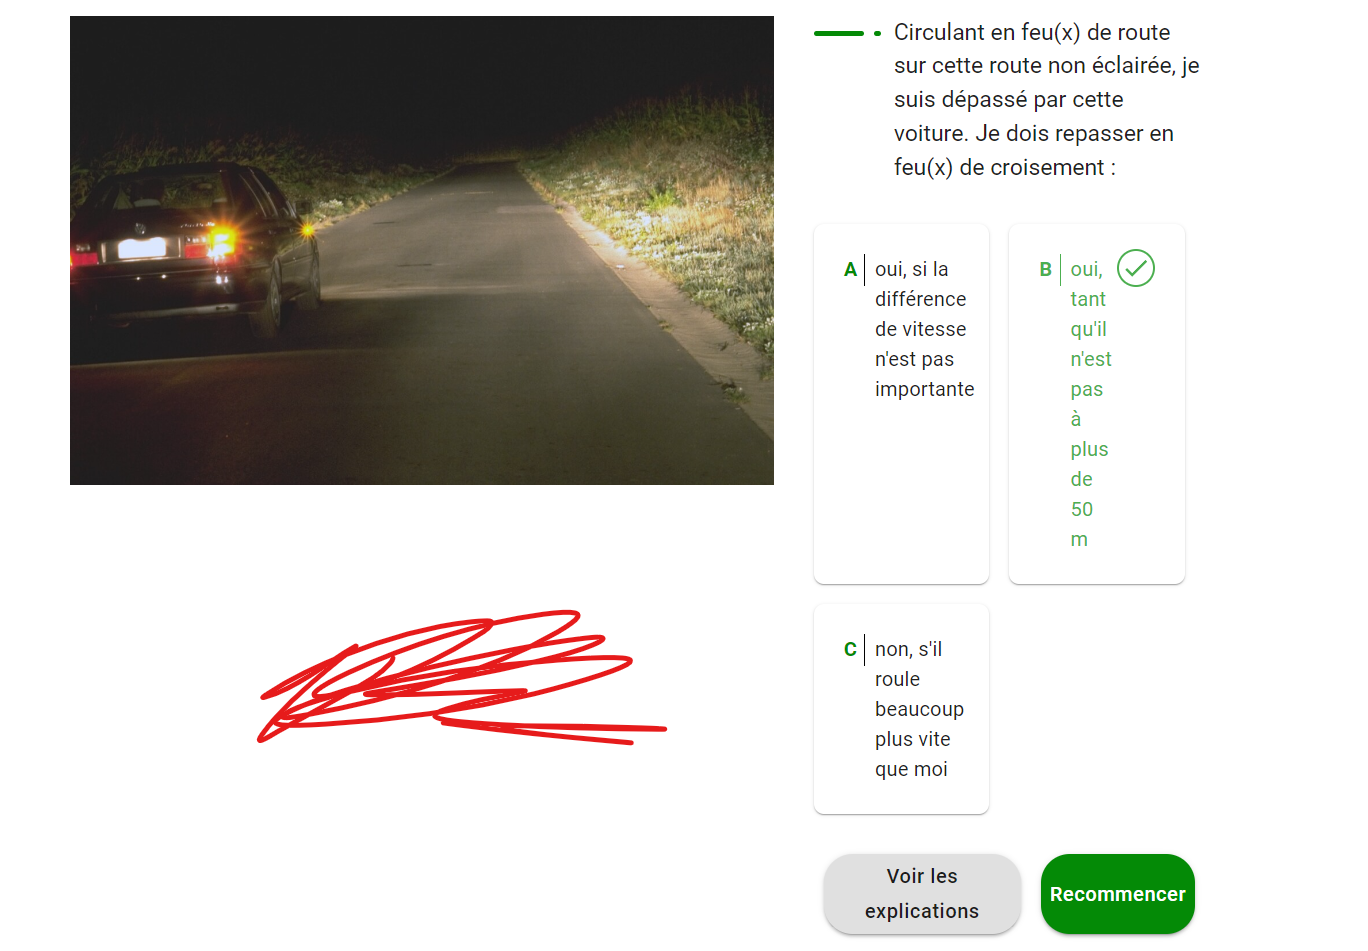 Circulant en feu(x) de route
sur cette route non éclairée, je
suis dépassé par cette
voiture. Je dois repasser en
feu(x) de croisement :
A
oui, si la
différence
de vitesse
n'est pas
importante
B
oui,
tant
qu'il
n'est
pas
à
plus
de
50
m
C
non, s'il
roule
beaucoup
plus vite
que moi
Voir les
explications
Recommencer